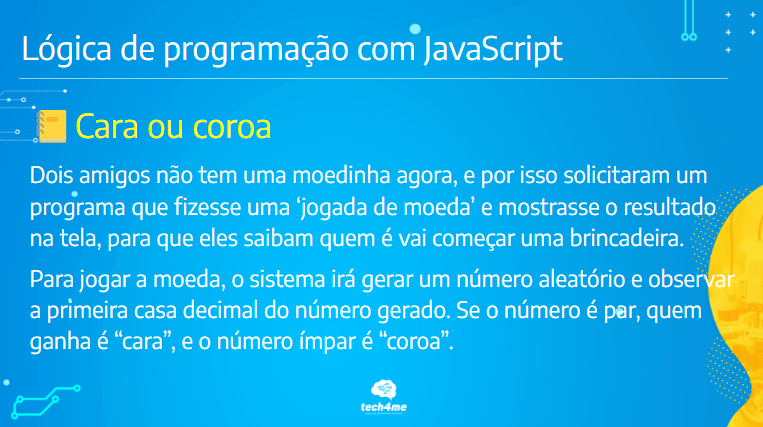 Lógica de programação com JavaScript
Cara ou coroa
Dois amigos não tem uma moedinha agora, e por isso solicitaram um
programa que fizesse uma ‘jogada de moeda’ e mostrasse o resultado
na tela, para que eles saibam quem é vai começar uma brincadeira.
Para jogar a moeda, o sistema irá gerar um número aleatório e observar
a primeira casa decimal do número gerado. Se o número é par, quem
ganha é “cara”, e o número ímpar é “coroa”.
tech4me